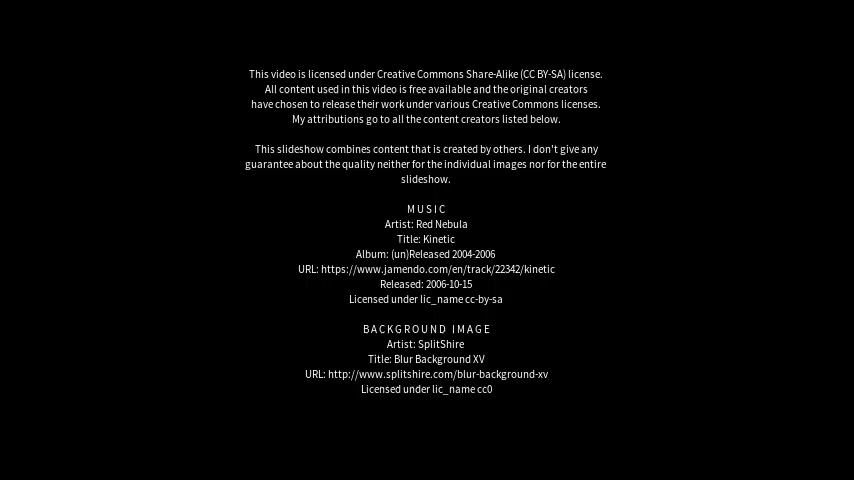 This video is licensed under Creative Commons Share-Alike (CC BY-SA) license.
All content used in this video is free available and the original creators
have chosen to release their work under various Creative Commons licenses.
My attributions go to all the content creators listed below.
This slideshow combines content that is created by others. I don't give any
guarantee about the quality neither for the individual images nor for the entire
slideshow.
MUSIC
Artist: Red Nebula
Title: Kinetic
Album: (un)Released 2004-2006
URL: https://www.jamendo.com/en/track/22342/kinetic
Released: 2006-10-15
Licensed under lic_name cc-by-sa
BACKGROUND IMAGE
Artist: SplitShire
Title: Blur Background XV
URL: http://www.splitshire.com/blur-background-xv
Licensed under lic_name cc0